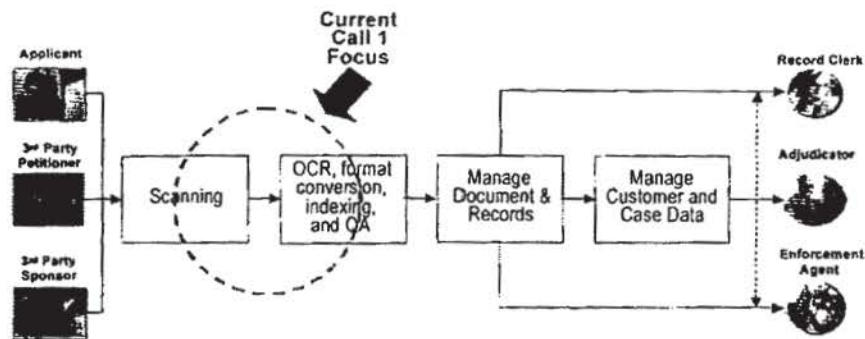 Current
Call 1
Focus
Applicant
3rd Party
Petitioner
3rd Party
Sponsor
Scanning
OCR, format
conversion,
indexing,
and QA
Manage
Document &
Records
Manage
Customer and
Case Data
Record Clerk
Adjudicator
Enforcement
Agent